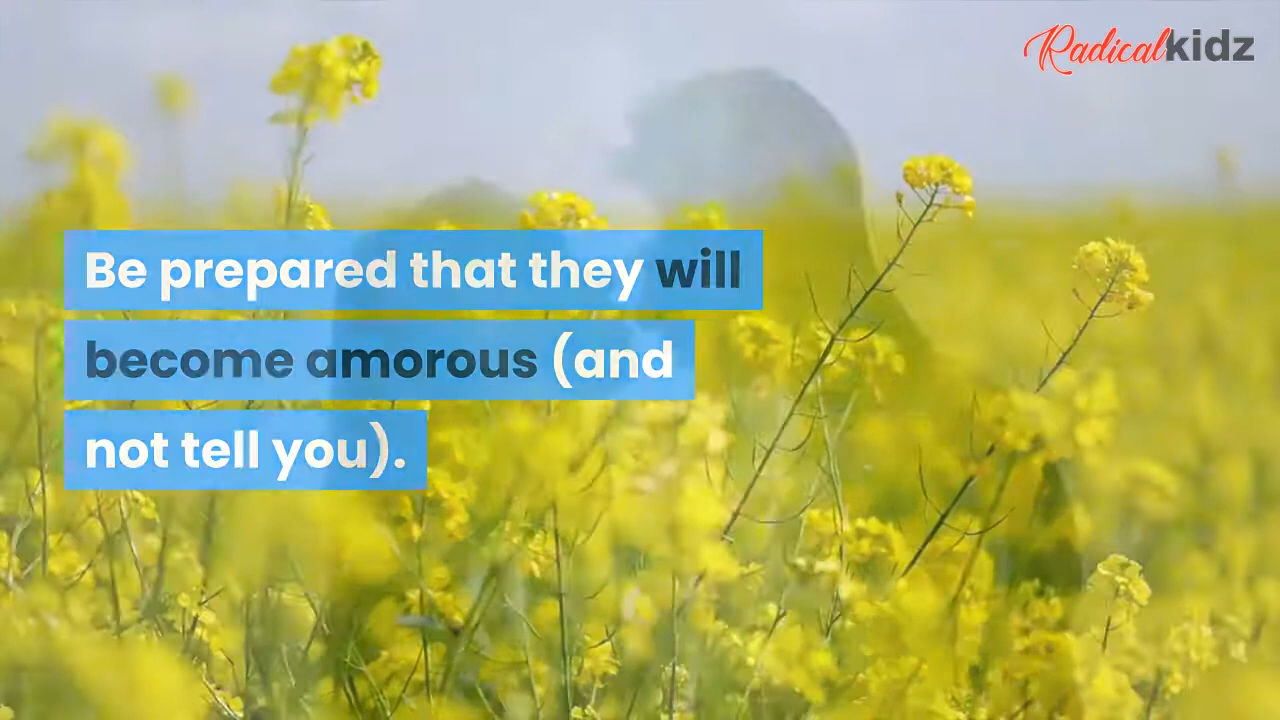 Radicalkidz
Be prepared that they will
become amorous (and
not tell you).